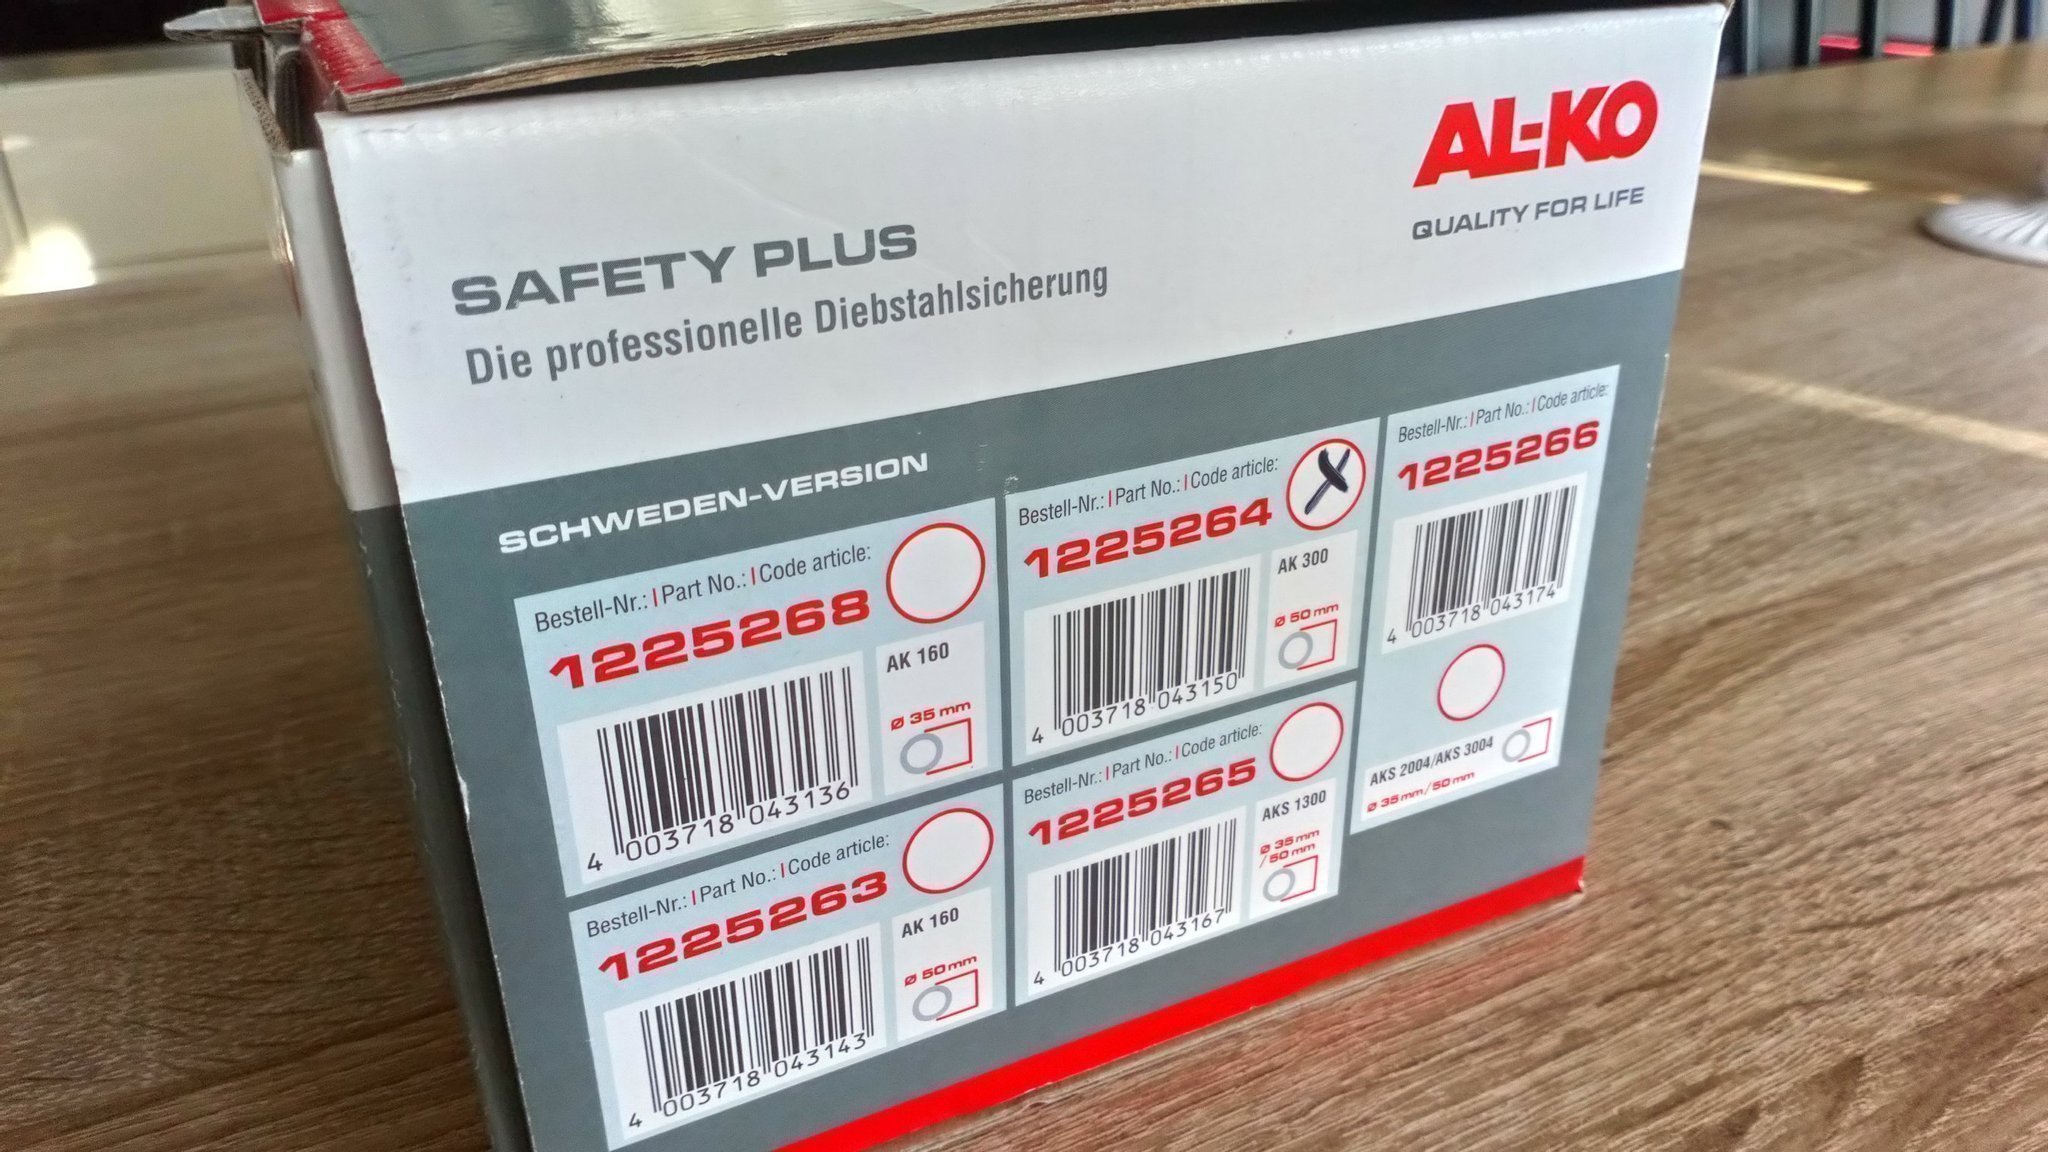 AL-KO
QUALITY FOR LIFE
SAFETY PLUS
Die professionelle Diebstahlsicherung
SCHWEDEN-VERSION
Bestell-Nr.: | Part No.: | Code article:
1225268
AK 160
Ø 35 mm
4 003718 043136
Bestell-Nr.: | Part No.: | Code article:
1225263
AK 160
Ø 50 mm
4 003718 043143
Bestell-Nr.: | Part No.: | Code article:
1225264
X
AK 300
Ø 50 mm
4 003718 043150
Bestell-Nr.: | Part No.: | Code article:
1225265
AKS 1300
Ø 35 mm
/ 50 mm
4 003718 043167
Bestell-Nr.: | Part No.: | Code article:
1225266
4 003718 043174
AKS 2004/AKS 3004
Ø 35 mm / 50 mm